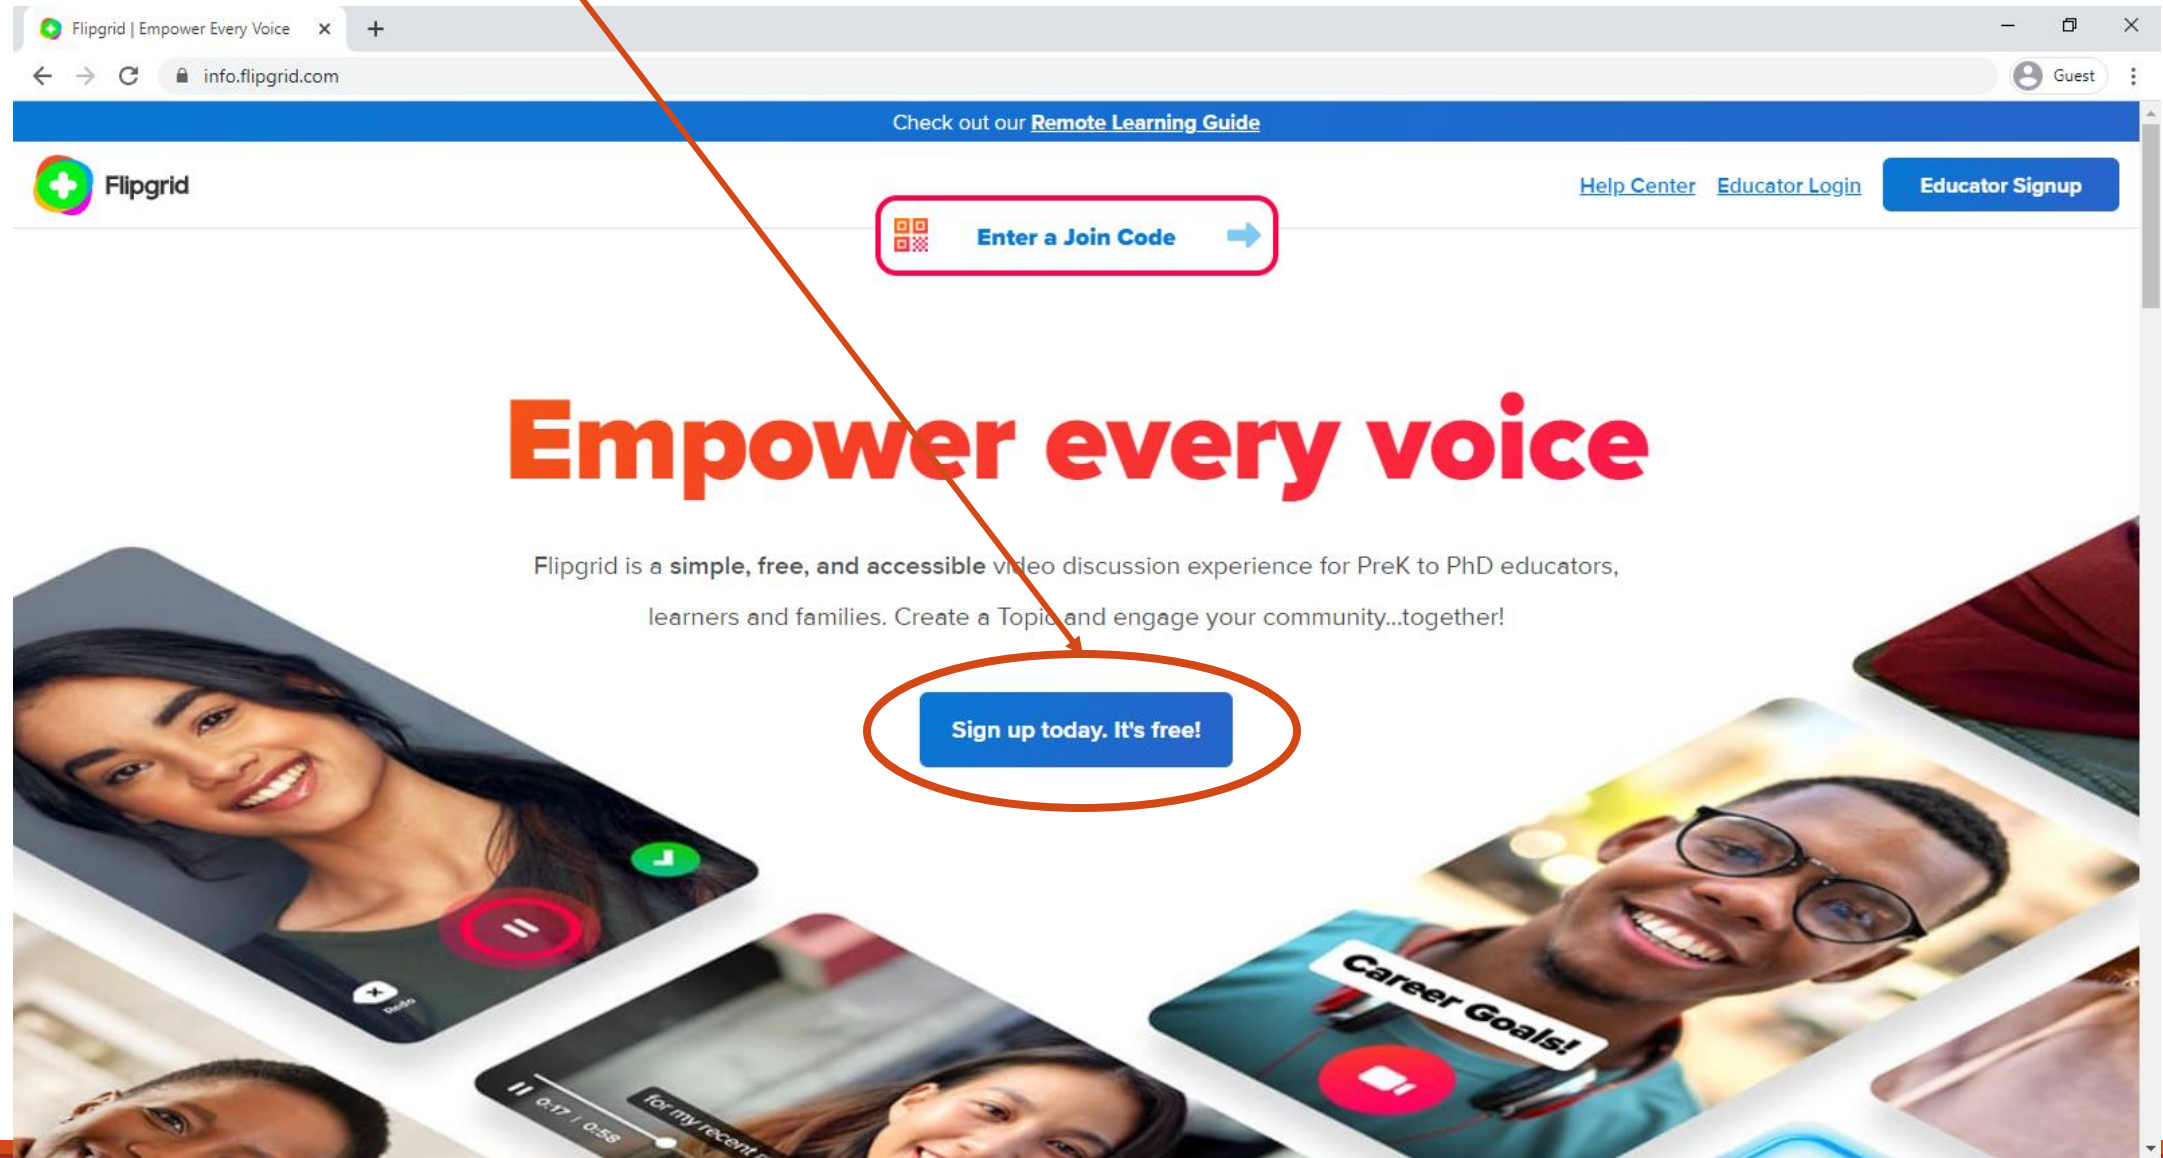 Flipgrid | Empower Every Voice
info.flipgrid.com
Guest
Check out our Remote Learning Guide
Flipgrid
Help Center Educator Login Educator Signup
Enter a Join Code
Empower every voice
Flipgrid is a simple, free, and accessible video discussion experience for PreK to PhD educators,
learners and families. Create a Topic and engage your community...together!
Sign up today. It's free!
Career Goals!
Redo
0:17 | 0:58
for my recent